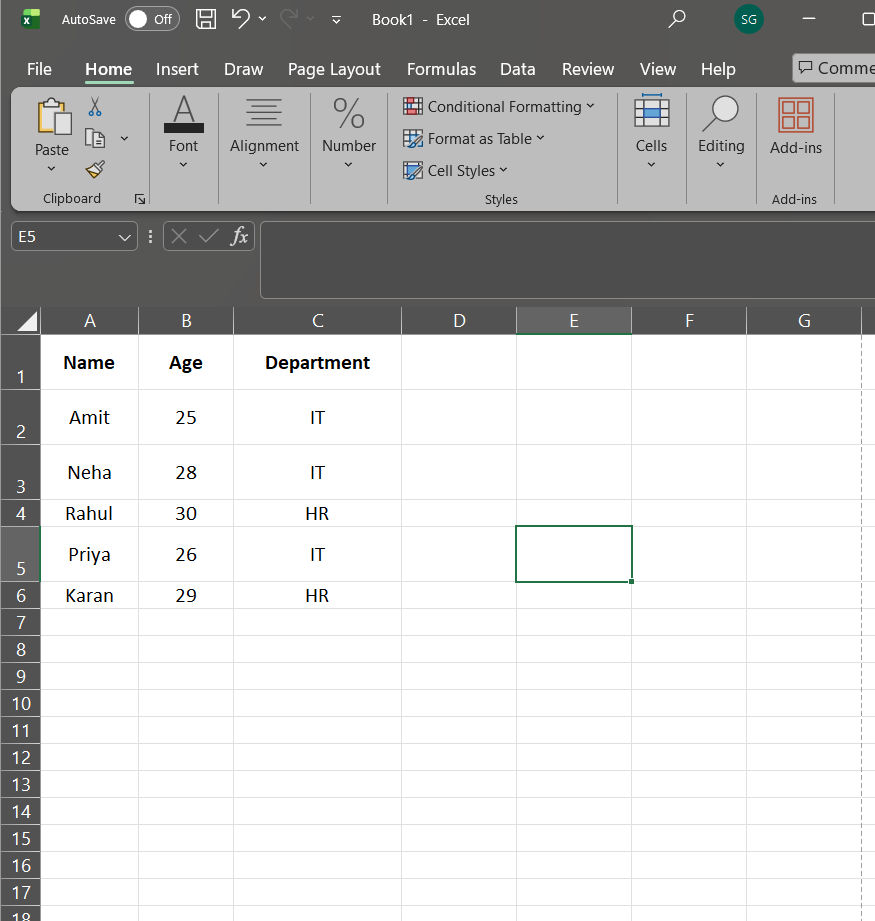 AutoSave Off Book1 - Excel SG
File Home Insert Draw Page Layout Formulas Data Review View Help
Paste Font Alignment Number Conditional Formatting Format as Table Cell Styles Cells Editing Add-ins
Clipboard Styles Add-ins
E5 fx
A B C D E F G
1 Name Age Department
2 Amit 25 IT
3 Neha 28 IT
4 Rahul 30 HR
5 Priya 26 IT
6 Karan 29 HR
7
8
9
10
11
12
13
14
15
16
17
18